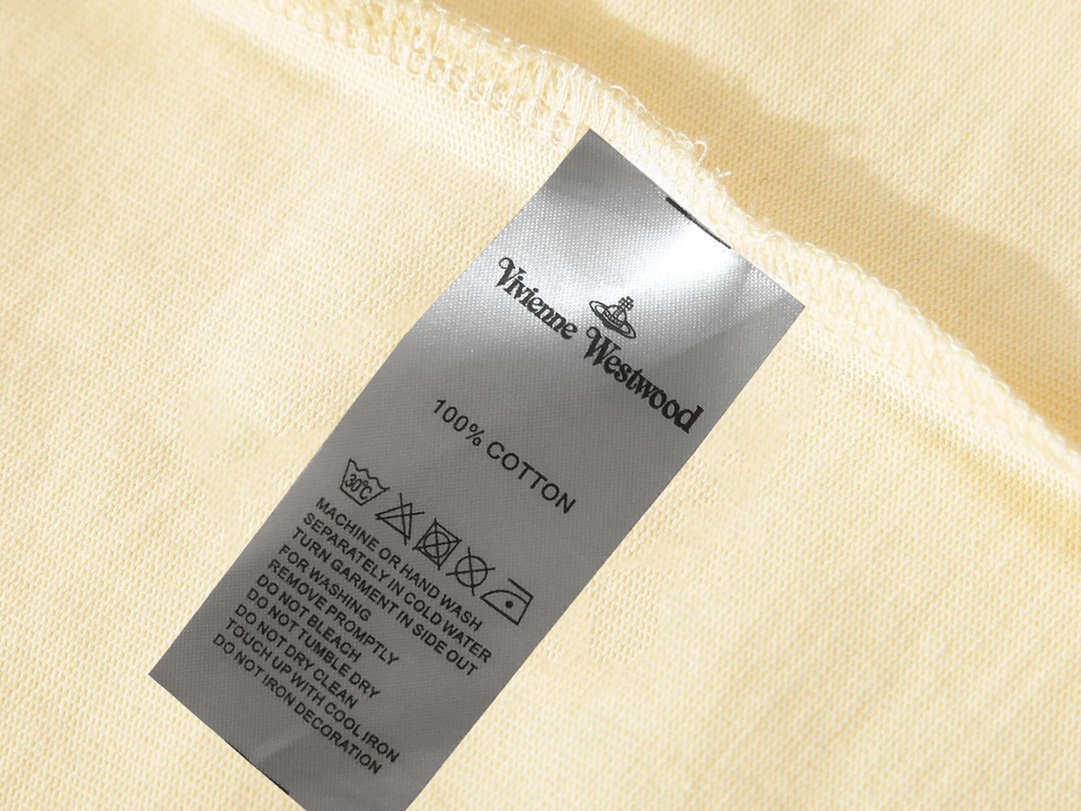 Vivienne Westwood
100% COTTON
30°C
MACHINE OR HAND WASH
SEPARATELY IN COLD WATER
TURN GARMENT IN SIDE OUT
FOR WASHING
REMOVE PROMPTLY
DO NOT BLEACH
DO NOT TUMBLE DRY
DO NOT DRY CLEAN
TOUCH UP WITH COOL IRON
DO NOT IRON DECORATION